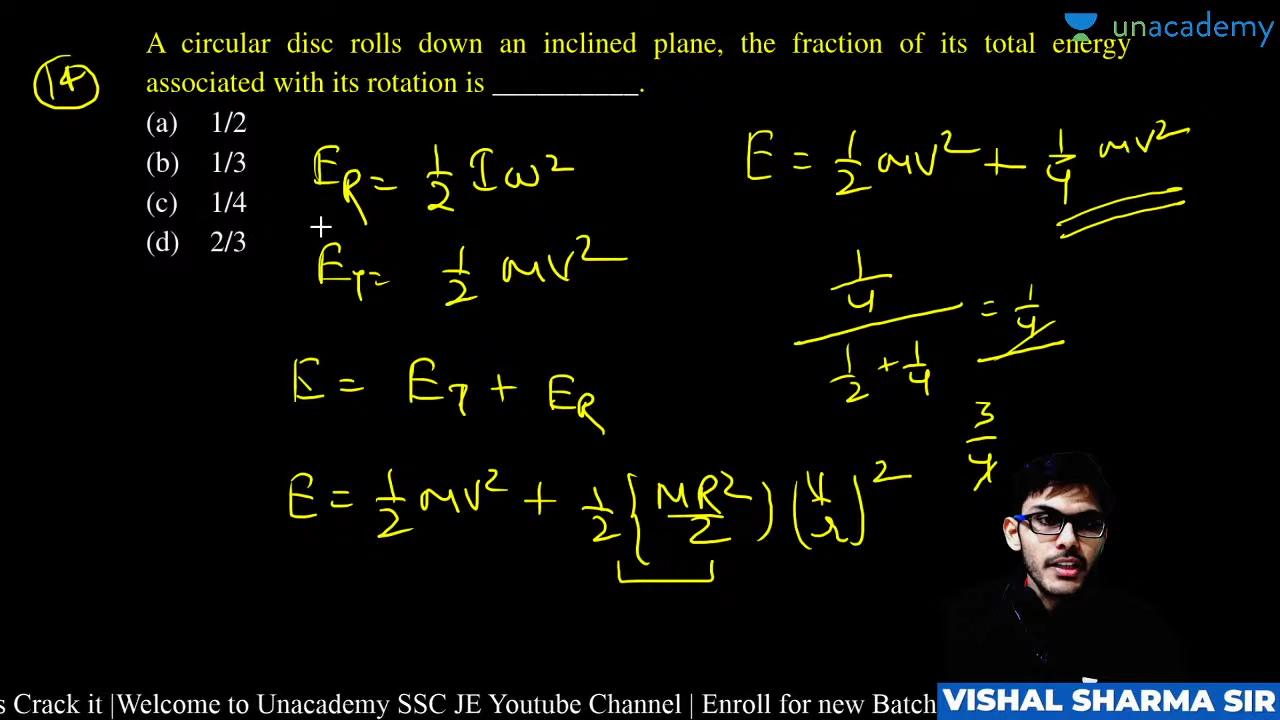 unacademy
14
A circular disc rolls down an inclined plane, the fraction of its total energy
associated with its rotation is __________.
(a) 1/2
(b) 1/3
(c) 1/4
(d) 2/3
E_R = 1/2 Iω²
+
E_T = 1/2 mv²
E = E_T + E_R
E = 1/2 mv² + 1/2 {MR²/2) (v/r)²
E = 1/2 mv² + 1/4 mv²
1/4 / (1/2 + 1/4) = 1/4
3/4
s Crack it |Welcome to Unacademy SSC JE Youtube Channel | Enroll for new Batch
VISHAL SHARMA SIR